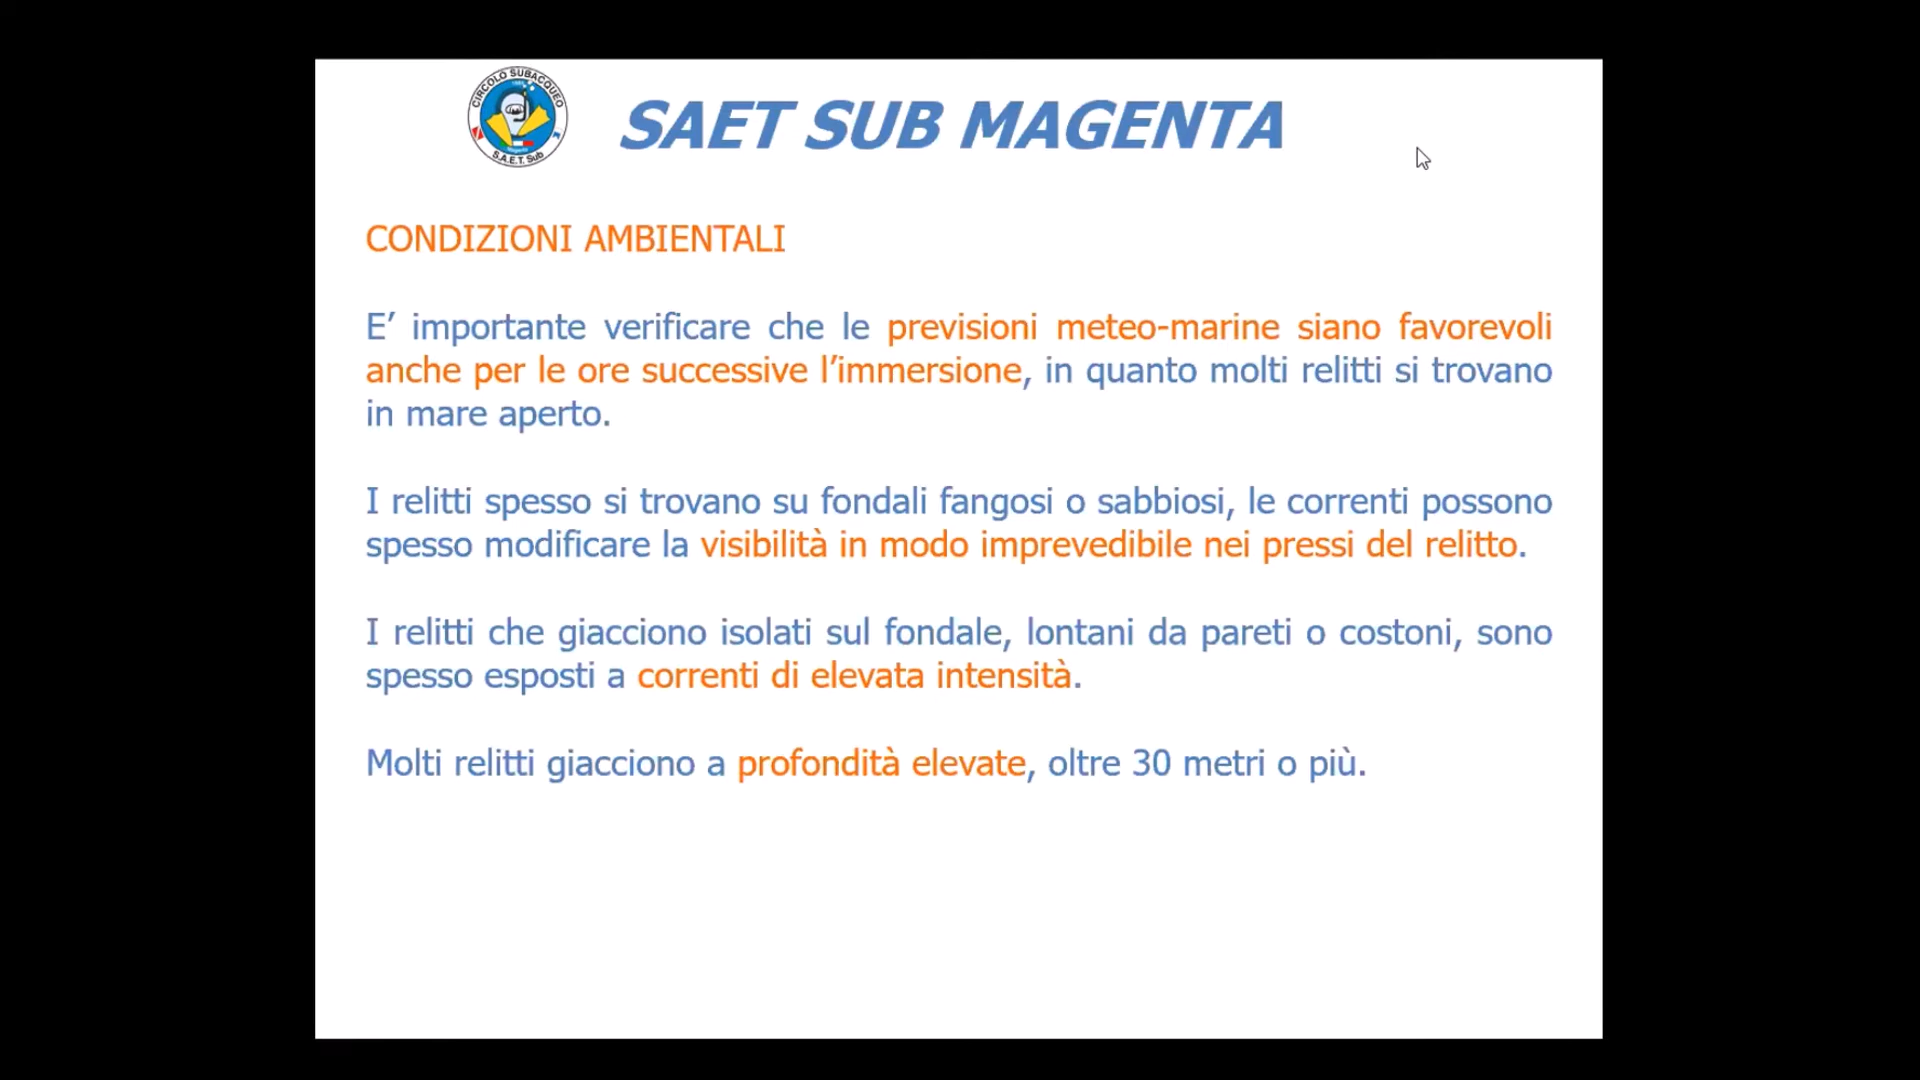 CIRCOLO SUBACQUEO
S.A.E.T. Sub
SAET SUB MAGENTA
CONDIZIONI AMBIENTALI
E’ importante verificare che le previsioni meteo-marine siano favorevoli
anche per le ore successive l’immersione, in quanto molti relitti si trovano
in mare aperto.
I relitti spesso si trovano su fondali fangosi o sabbiosi, le correnti possono
spesso modificare la visibilità in modo imprevedibile nei pressi del relitto.
I relitti che giacciono isolati sul fondale, lontani da pareti o costoni, sono
spesso esposti a correnti di elevata intensità.
Molti relitti giacciono a profondità elevate, oltre 30 metri o più.